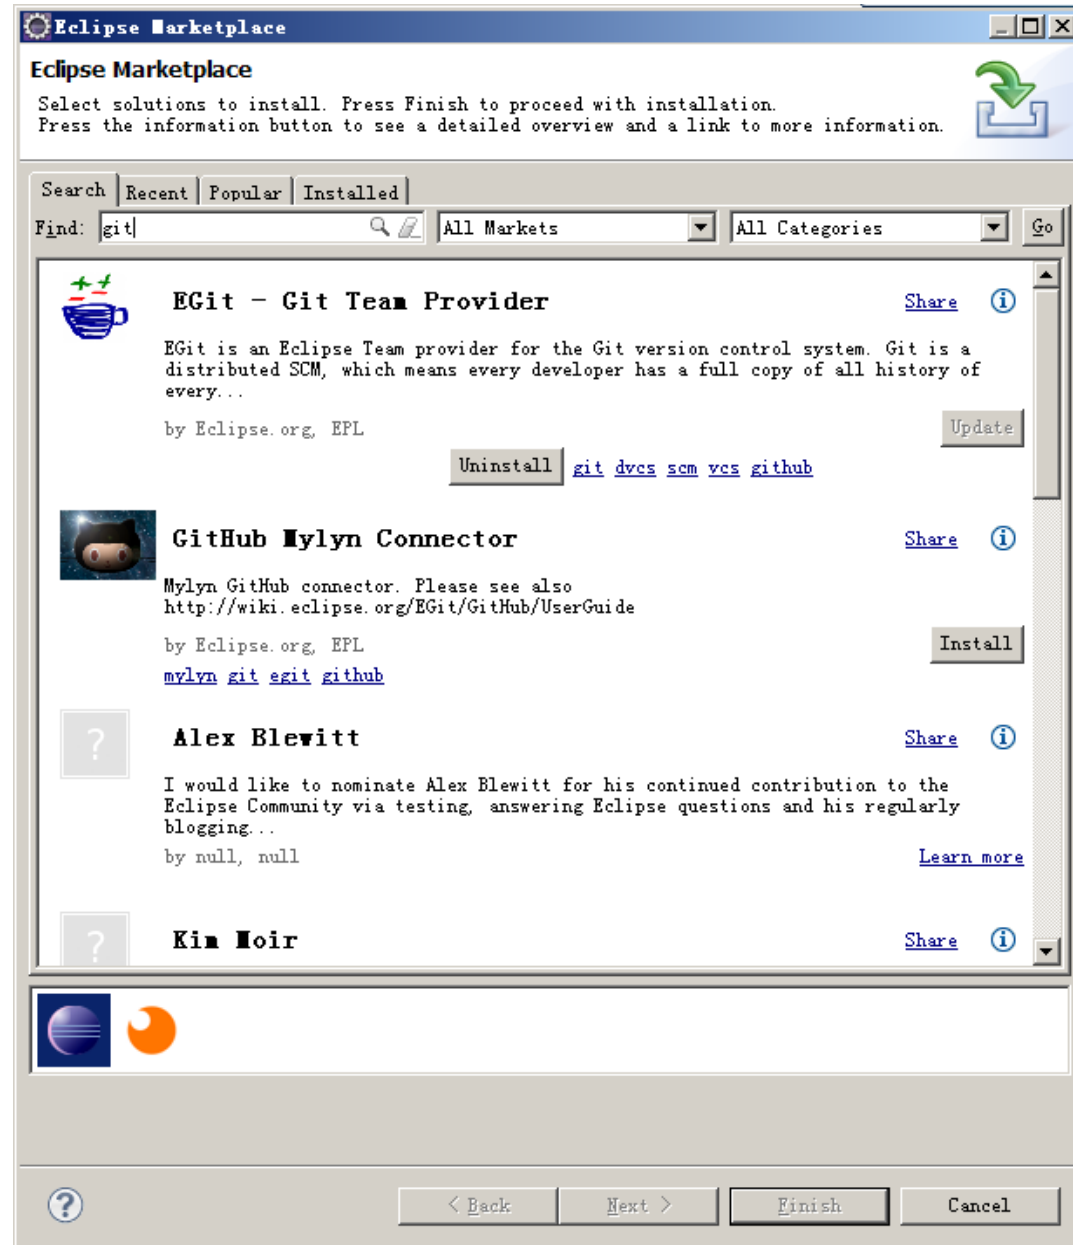 Eclipse Marketplace
Eclipse Marketplace
Select solutions to install. Press Finish to proceed with installation.
Press the information button to see a detailed overview and a link to more information.
Search Recent Popular Installed
Find: git All Markets All Categories Go
EGit - Git Team Provider Share
EGit is an Eclipse Team provider for the Git version control system. Git is a
distributed SCM, which means every developer has a full copy of all history of
every...
by Eclipse.org, EPL Update
Uninstall git dvcs scm vcs github
GitHub Mylyn Connector Share
Mylyn GitHub connector. Please see also
http://wiki.eclipse.org/EGit/GitHub/UserGuide
by Eclipse.org, EPL Install
mylyn git egit github
? Alex Blewitt Share
I would like to nominate Alex Blewitt for his continued contribution to the
Eclipse Community via testing, answering Eclipse questions and his regularly
blogging...
by null, null Learn more
? Kim Moir Share
? < Back Next > Finish Cancel